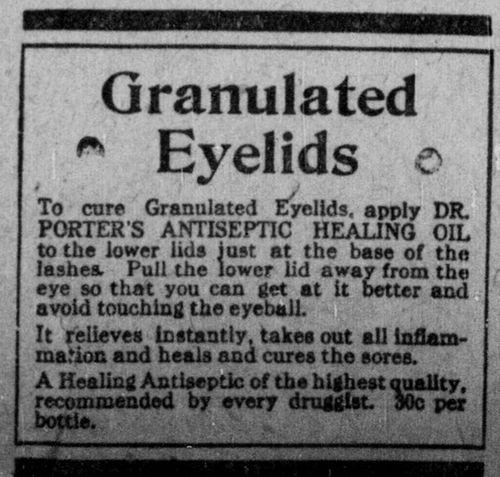 Granulated
Eyelids
To cure Granulated Eyelids, apply DR.
PORTER'S ANTISEPTIC HEALING OIL
to the lower lids just at the base of the
lashes. Pull the lower lid away from the
eye so that you can get at it better and
avoid touching the eyeball.
It relieves instantly, takes out all inflam-
mation and heals and cures the sores.
A Healing Antiseptic of the highest quality,
recommended by every druggist. 30c per
bottle.